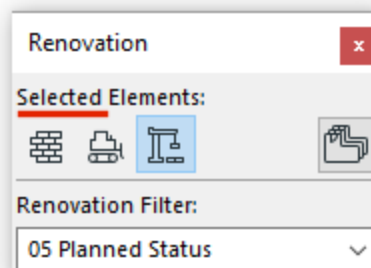 Renovation
x
Selected Elements:
Renovation Filter:
05 Planned Status